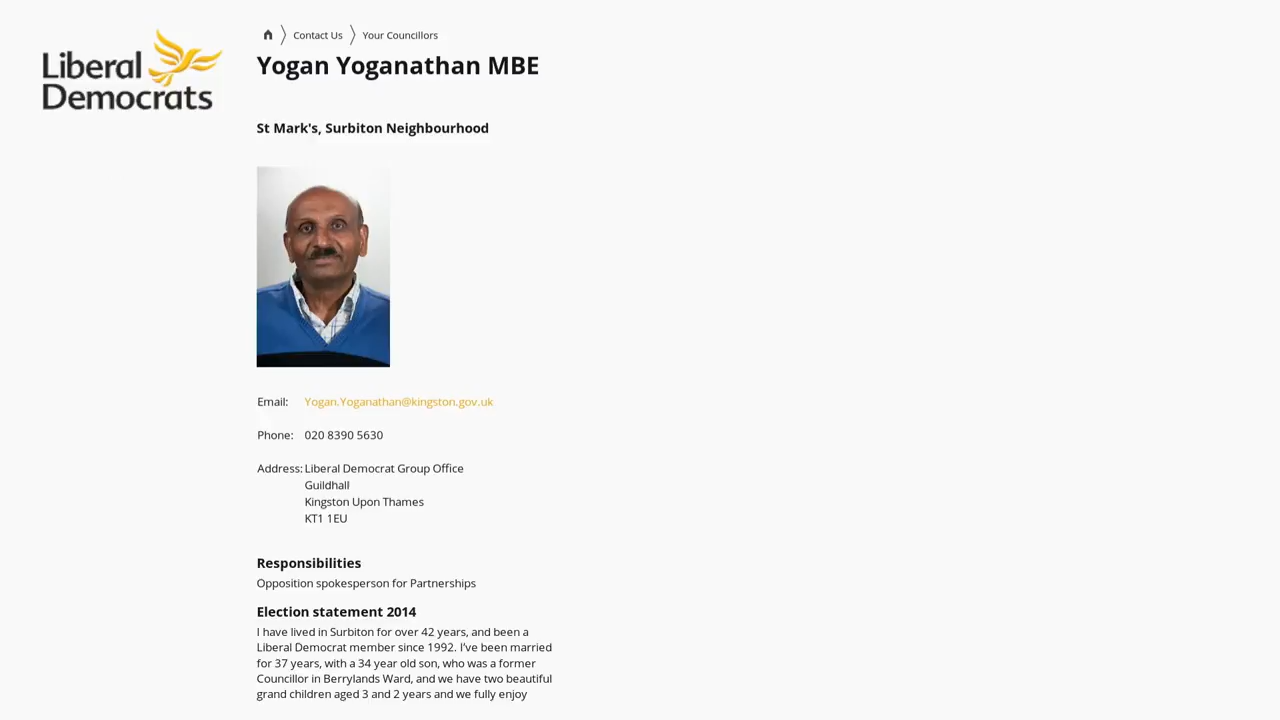 Liberal
Democrats
Contact Us
Your Councillors
Yogan Yoganathan MBE
St Mark's, Surbiton Neighbourhood
Email: Yogan.Yoganathan@kingston.gov.uk
Phone: 020 8390 5630
Address: Liberal Democrat Group Office
Guildhall
Kingston Upon Thames
KT1 1EU
Responsibilities
Opposition spokesperson for Partnerships
Election statement 2014
I have lived in Surbiton for over 42 years, and been a
Liberal Democrat member since 1992. I've been married
for 37 years, with a 34 year old son, who was a former
Councillor in Berrylands Ward, and we have two beautiful
grand children aged 3 and 2 years and we fully enjoy